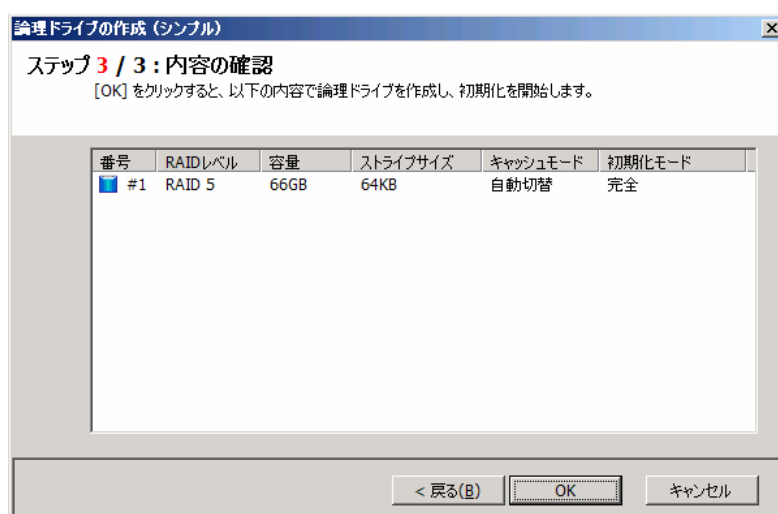 論理ドライブの作成 (シンプル)
ステップ 3 / 3 : 内容の確認
[OK] をクリックすると、以下の内容で論理ドライブを作成し、初期化を開始します。
番号 RAIDレベル 容量 ストライプサイズ キャッシュモード 初期化モード
#1 RAID 5 66GB 64KB 自動切替 完全
< 戻る(B) OK キャンセル